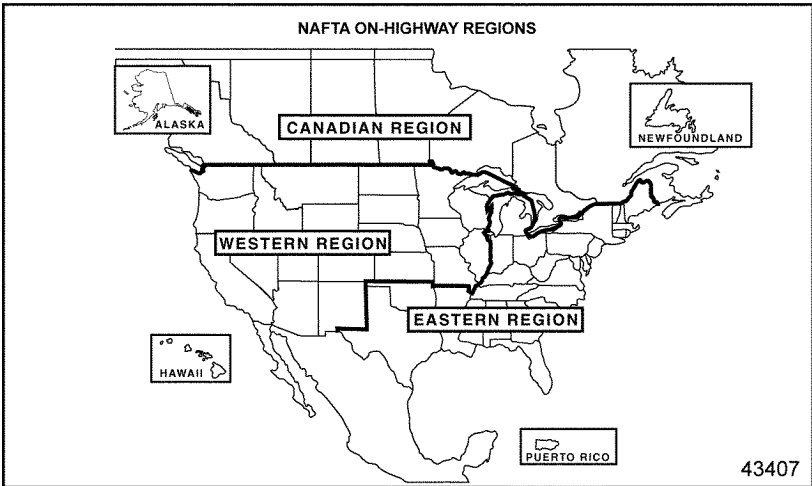 NAFTA ON-HIGHWAY REGIONS
ALASKA
CANADIAN REGION
NEWFOUNDLAND
WESTERN REGION
EASTERN REGION
HAWAII
PUERTO RICO
43407